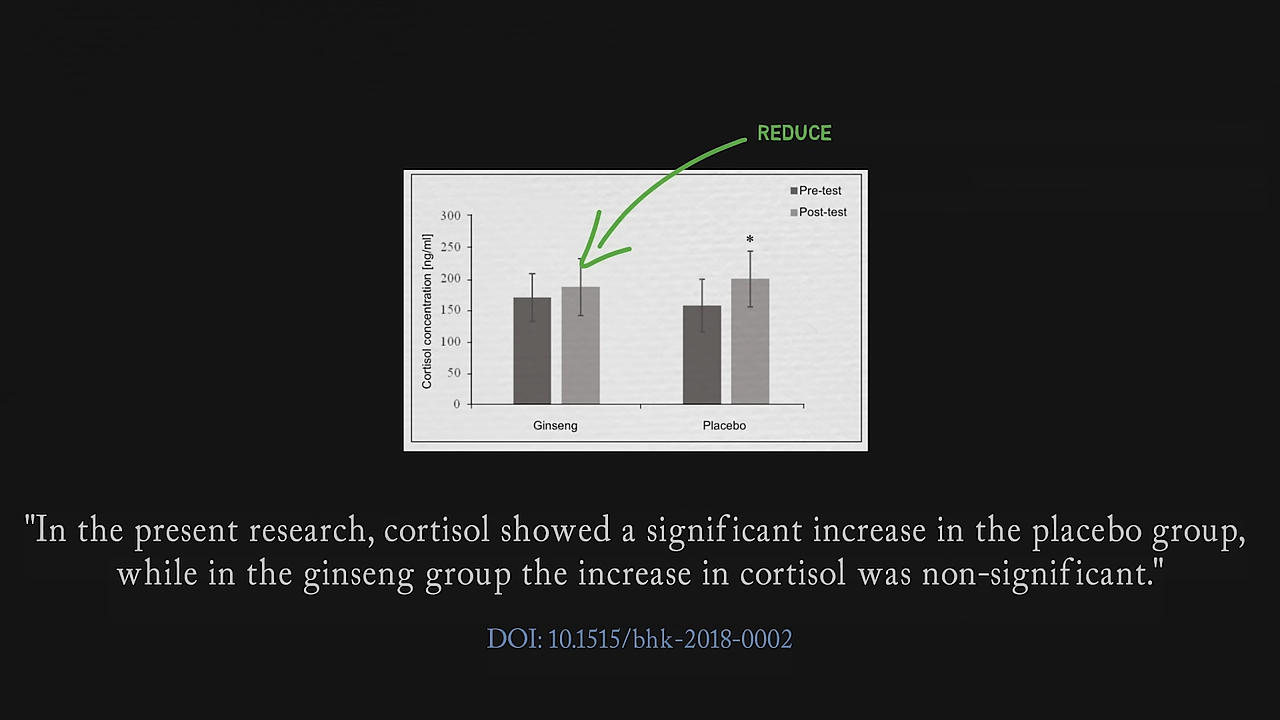 REDUCE
Pre-test
Post-test
300
250
200
150
100
50
0
Cortisol concentration [ng/ml]
*
Ginseng
Placebo
"In the present research, cortisol showed a significant increase in the placebo group,
while in the ginseng group the increase in cortisol was non-significant."
DOI: 10.1515/bhk-2018-0002